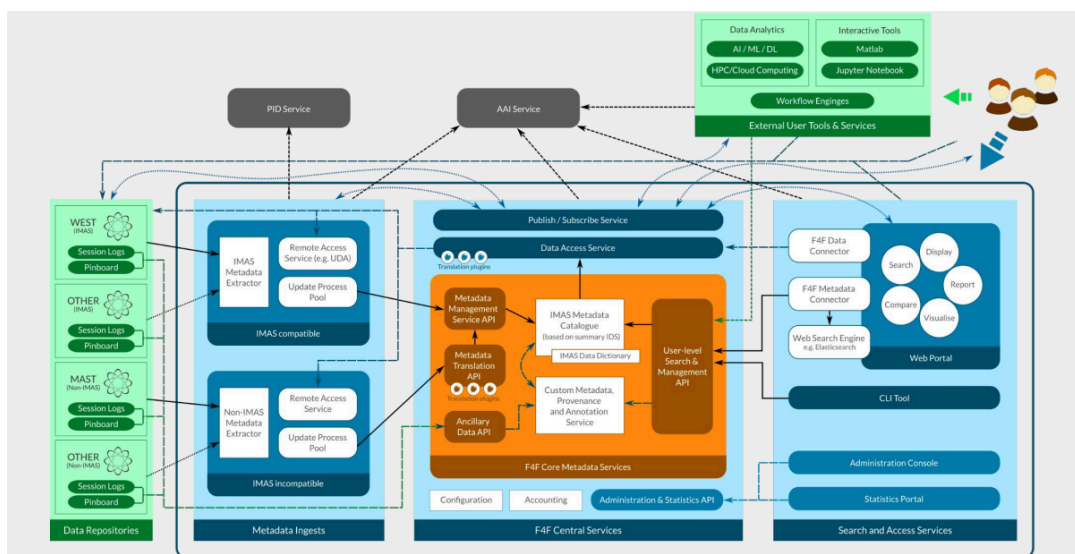 Data Analytics
AI / ML / DL
HPC/Cloud Computing
Interactive Tools
Matlab
Jupyter Notebook
Workflow Enginges
External User Tools & Services
PID Service
AAI Service
WEST
(IMAS)
Session Logs
Pinboard
OTHER
(IMAS)
Session Logs
Pinboard
MAST
(Non-IMAS)
Session Logs
Pinboard
OTHER
(Non-IMAS)
Session Logs
Pinboard
Data Repositories
IMAS
Metadata
Extractor
Remote Access
Service (e.g. UDA)
Update Process
Pool
IMAS compatible
Non-IMAS
Metadata
Extractor
Remote Access
Service
Update Process
Pool
IMAS incompatible
Metadata Ingests
Publish / Subscribe Service
Data Access Service
Translation plugins
Metadata
Management
Service API
Metadata
Translation
API
Translation plugins
Ancillary
Data API
IMAS Metadata
Catalogue
(based on summary IDS)
IMAS Data Dictionary
Custom Metadata,
Provenance
and Annotation
Service
User-level
Search &
Management
API
F4F Core Metadata Services
Configuration
Accounting
Administration & Statistics API
F4F Central Services
F4F Data
Connector
F4F Metadata
Connector
Web Search Engine
e.g. Elasticsearch
Search
Display
Report
Compare
Visualise
Web Portal
CLI Tool
Administration Console
Statistics Portal
Search and Access Services